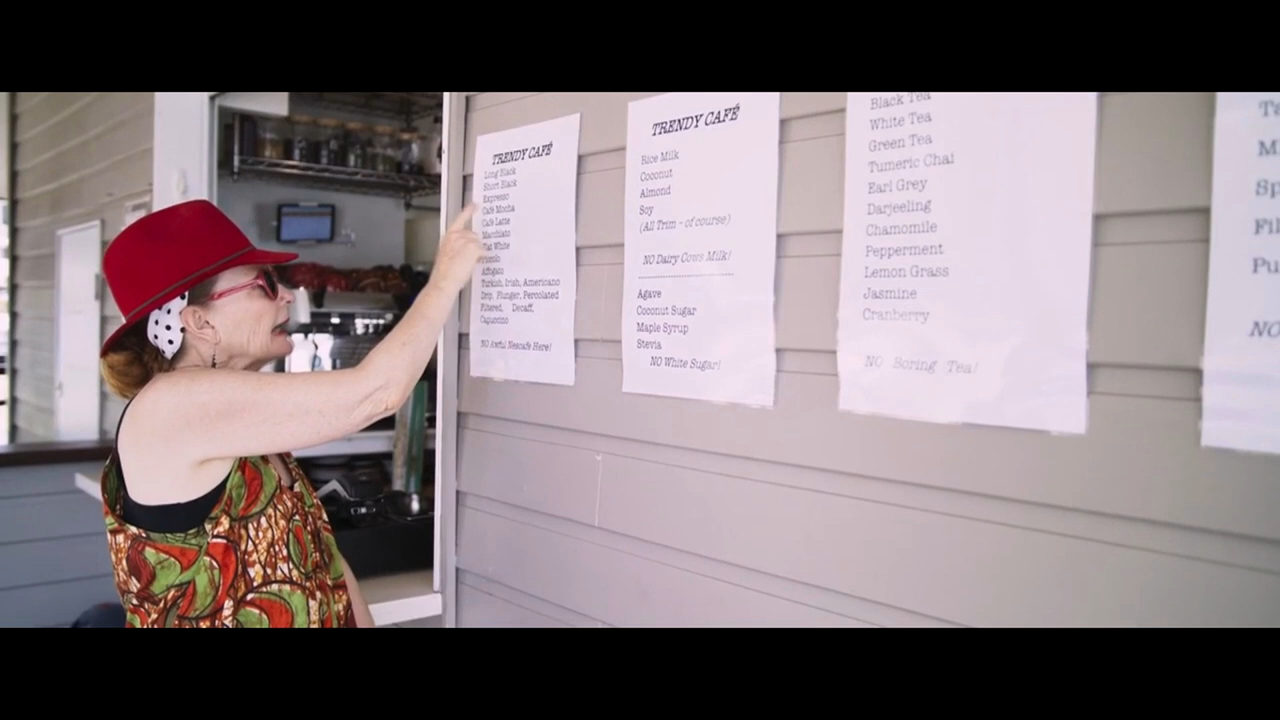 TRENDY CAFÉ
Long Black
Short Black
Expresso
Café Mocha
Café Latte
Macchiato
Flat White
Piccolo
Affogato
Turkish, Irish, Americano
Drip, Plunger, Percolated
Filtered, Decaff,
Capuccino
NO Awful Nescafe Here!
TRENDY CAFÉ
Rice Milk
Coconut
Almond
Soy
(All Trim - of course)
NO Dairy Cows Milk!
Agave
Coconut Sugar
Maple Syrup
Stevia
NO White Sugar!
Black Tea
White Tea
Green Tea
Tumeric Chai
Earl Grey
Darjeeling
Chamomile
Pepperment
Lemon Grass
Jasmine
Cranberry
NO Boring Tea!
NO